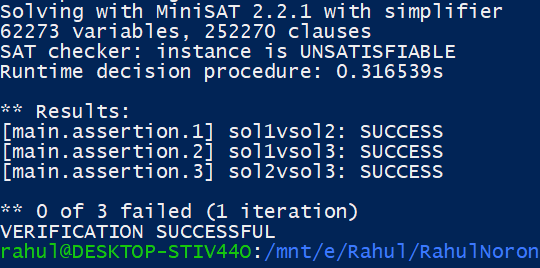 Solving with MiniSAT 2.2.1 with simplifier
62273 variables, 252270 clauses
SAT checker: instance is UNSATISFIABLE
Runtime decision procedure: 0.316539s
** Results:
[main.assertion.1] sol1vsol2: SUCCESS
[main.assertion.2] sol1vsol3: SUCCESS
[main.assertion.3] sol2vsol3: SUCCESS
** 0 of 3 failed (1 iteration)
VERIFICATION SUCCESSFUL
rahul@DESKTOP-STIV44O:/mnt/e/Rahul/RahulNoron